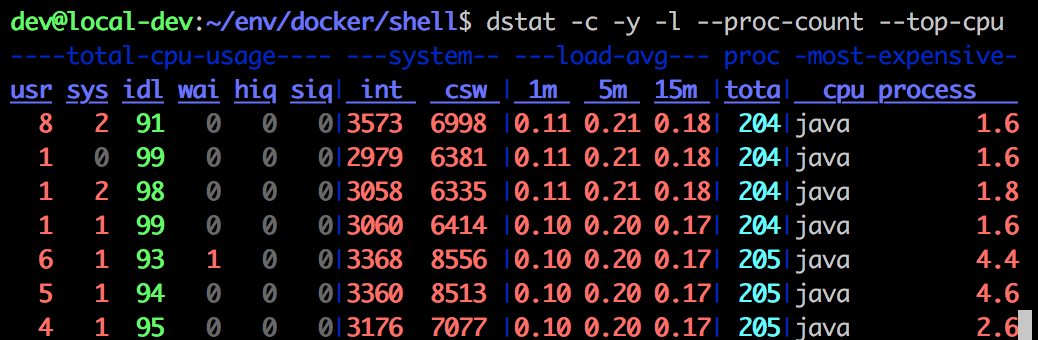 dev@local-dev:~/env/docker/shell$ dstat -c -y -l --proc-count --top-cpu
----total-cpu-usage---- ---system-- ---load-avg--- proc -most-expensive-
usr sys idl wai hiq siq| int   csw | 1m   5m  15m |tota|  cpu process
  8   2  91   0   0   0|3573  6998 |0.11 0.21 0.18| 204|java         1.6
  1   0  99   0   0   0|2979  6381 |0.11 0.21 0.18| 204|java         1.6
  1   2  98   0   0   0|3058  6335 |0.11 0.21 0.18| 204|java         1.8
  1   1  99   0   0   0|3060  6414 |0.10 0.20 0.17| 204|java         1.6
  6   1  93   1   0   0|3368  8556 |0.10 0.20 0.17| 205|java         4.4
  5   1  94   0   0   0|3360  8513 |0.10 0.20 0.17| 205|java         4.6
  4   1  95   0   0   0|3176  7077 |0.10 0.20 0.17| 205|java         2.6